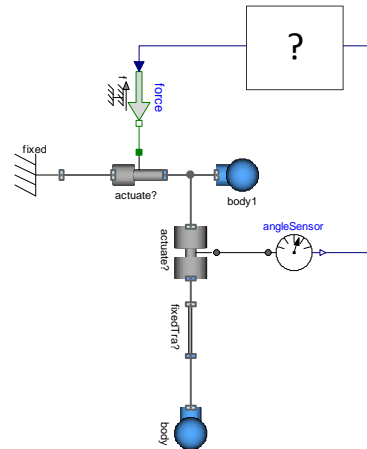 ?
f
force
fixed
actuate?
body1
actuate?
angleSensor
fixedTra?
body